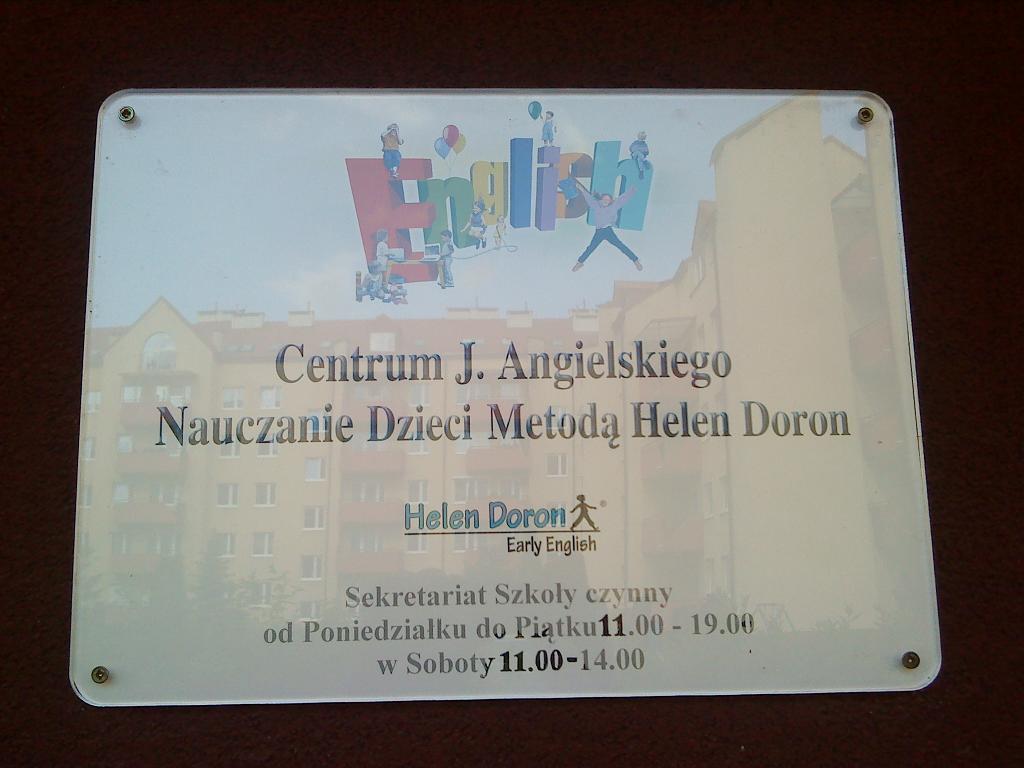 English
Centrum J. Angielskiego
Nauczanie Dzieci Metodą Helen Doron
Helen Doron®
Early English
Sekretariat Szkoły czynny
od Poniedziałku do Piątku 11.00 - 19.00
w Soboty 11.00-14.00